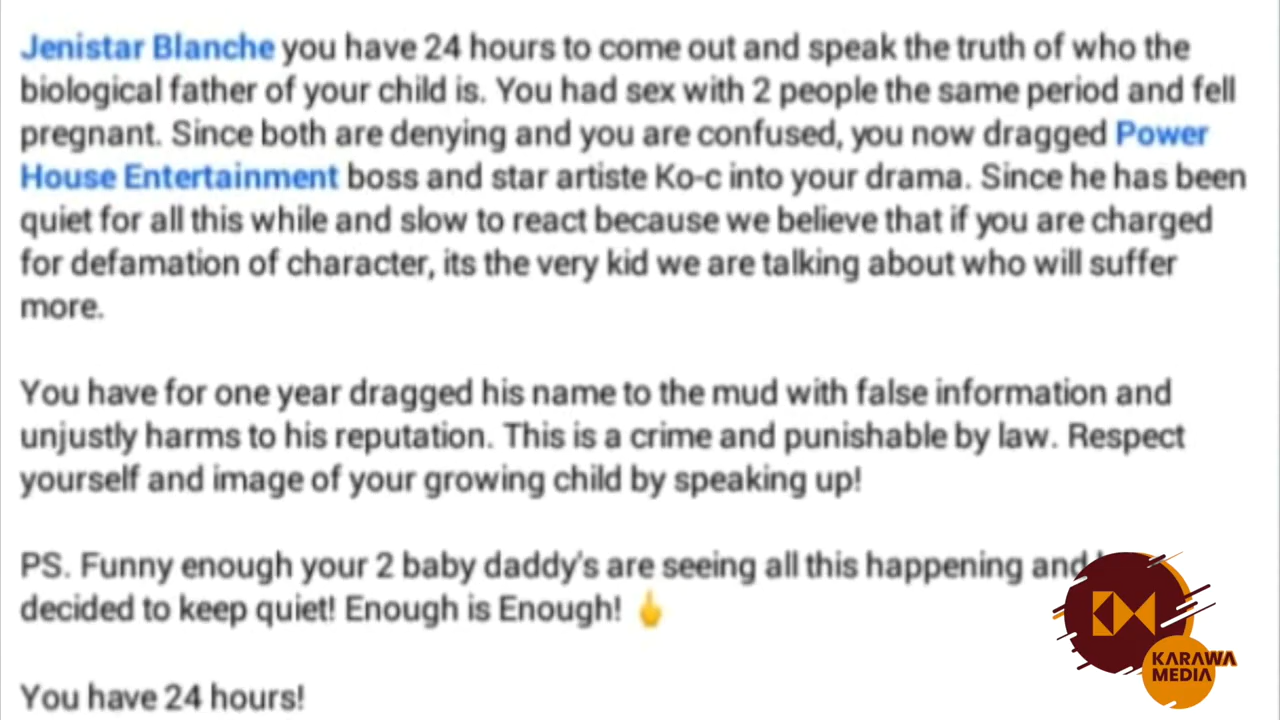 Jenistar Blanche you have 24 hours to come out and speak the truth of who the
biological father of your child is. You had sex with 2 people the same period and fell
pregnant. Since both are denying and you are confused, you now dragged Power
House Entertainment boss and star artiste Ko-c into your drama. Since he has been
quiet for all this while and slow to react because we believe that if you are charged
for defamation of character, its the very kid we are talking about who will suffer
more.
You have for one year dragged his name to the mud with false information and
unjustly harms to his reputation. This is a crime and punishable by law. Respect
yourself and image of your growing child by speaking up!
PS. Funny enough your 2 baby daddy's are seeing all this happening and
decided to keep quiet! Enough is Enough! 🖕
You have 24 hours!
KARAWA
MEDIA